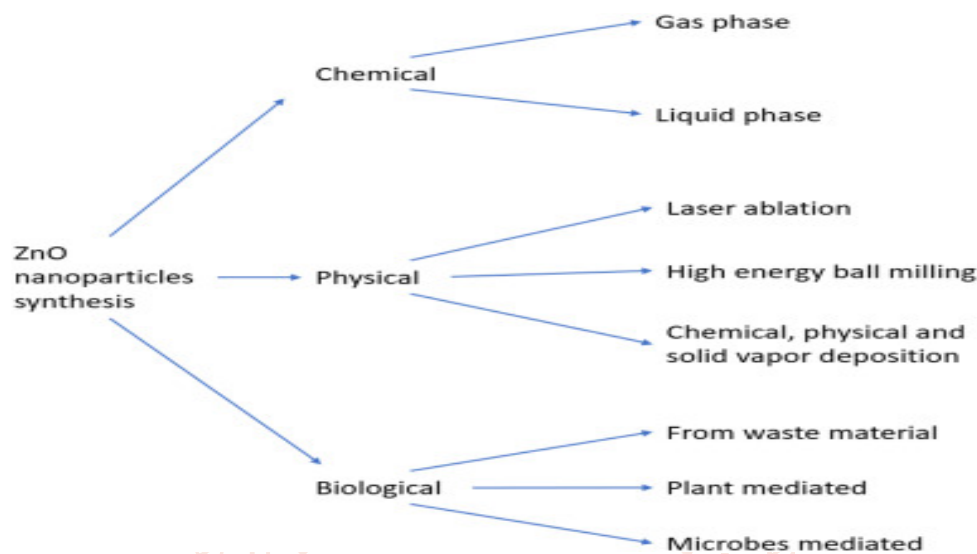 Gas phase
Chemical
Liquid phase
Laser ablation
ZnO
nanoparticles
synthesis
Physical
High energy ball milling
Chemical, physical and
solid vapor deposition
From waste material
Biological
Plant mediated
Microbes mediated